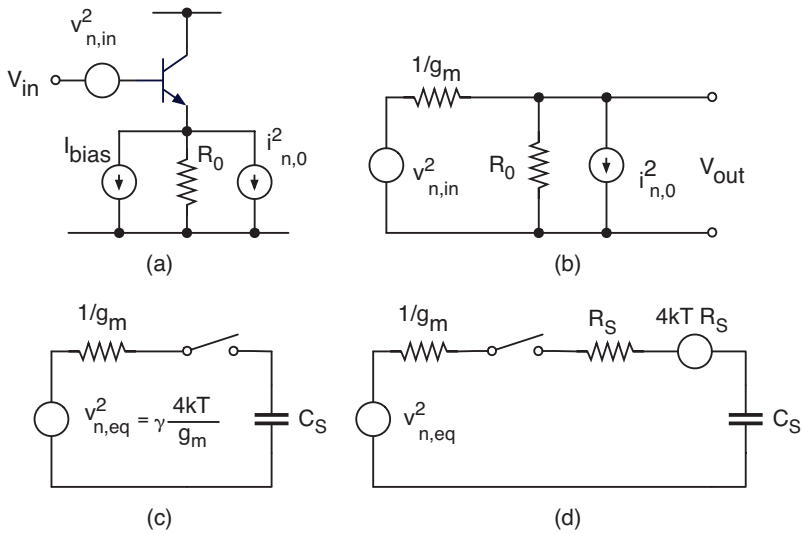 v²n,in
Vin
Ibias
R0
i²n,0
(a)
1/gm
v²n,in
R0
i²n,0
Vout
(b)
1/gm
v²n,eq = γ 4kT/gm
CS
(c)
1/gm
RS
4kT RS
v²n,eq
CS
(d)